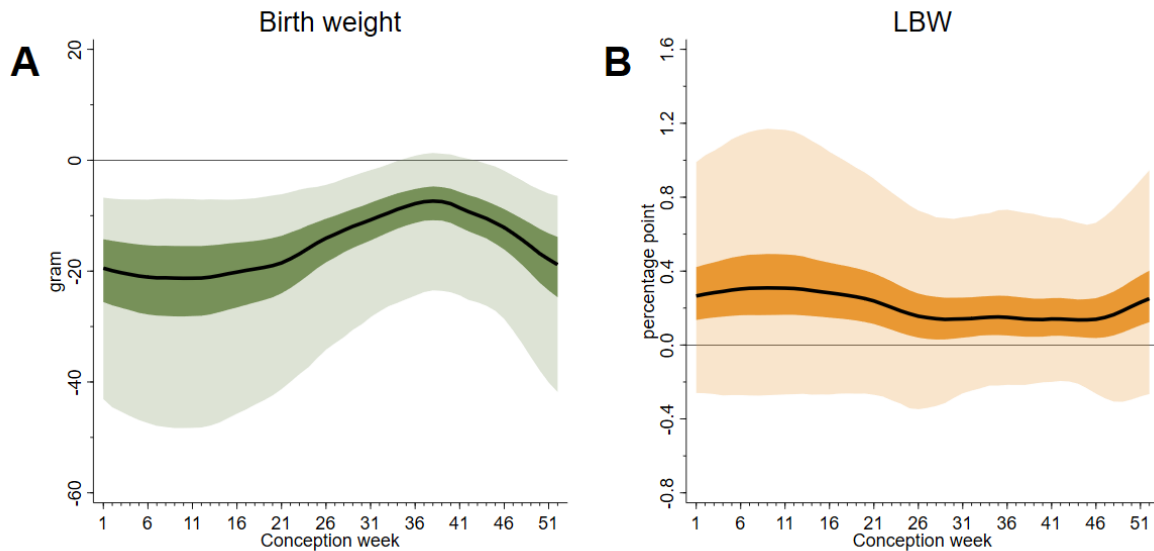 A
Birth weight
gram
20
0
-20
-40
-60
1 6 11 16 21 26 31 36 41 46 51
Conception week
B
LBW
percentage point
1.6
1.2
0.8
0.4
0.0
-0.4
-0.8
1 6 11 16 21 26 31 36 41 46 51
Conception week